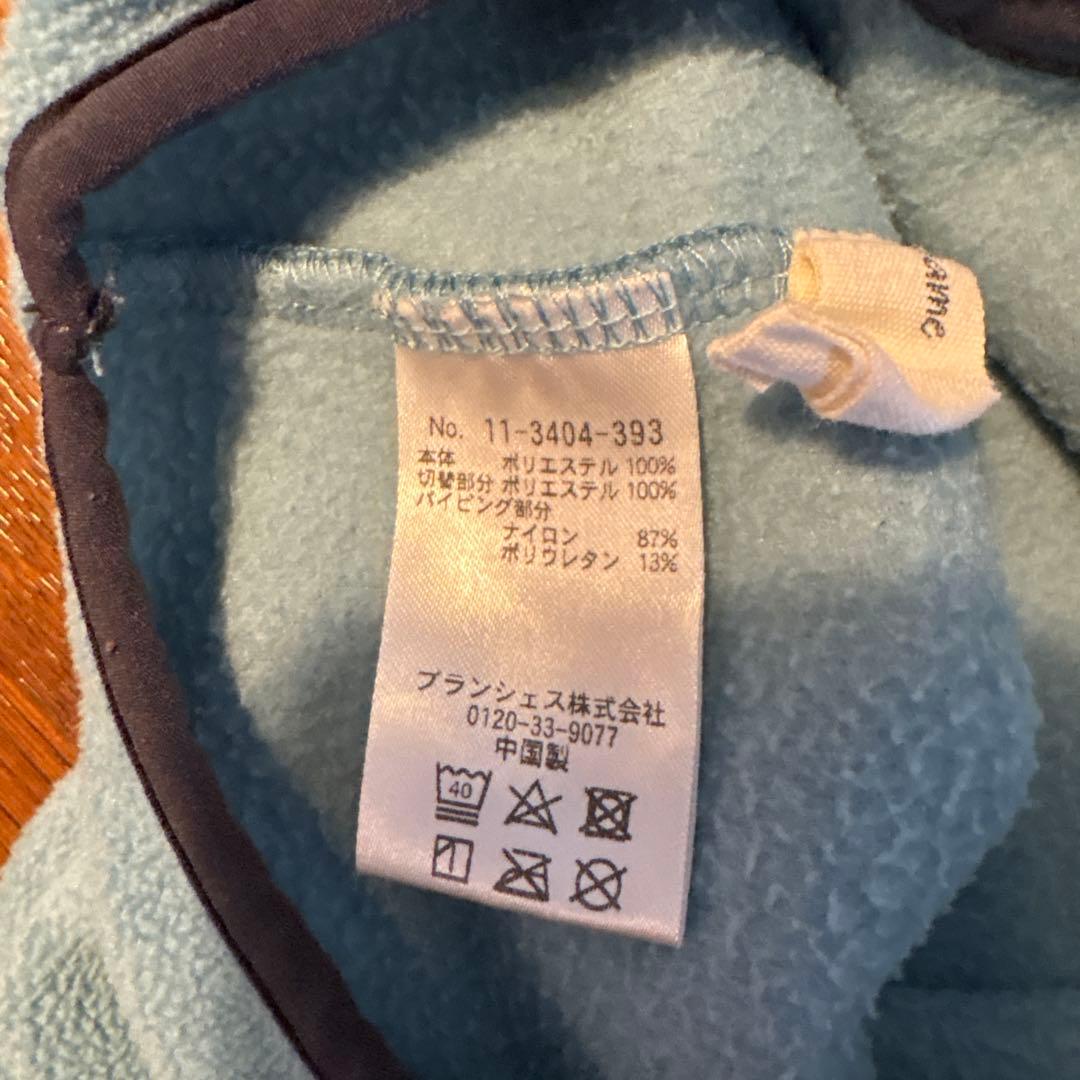 No. 11-3404-393
本体 ポリエステル 100%
切替部分 ポリエステル 100%
パイピング部分
ナイロン 87%
ポリウレタン 13%
ブランシェス株式会社
0120-33-9077
中国製
40